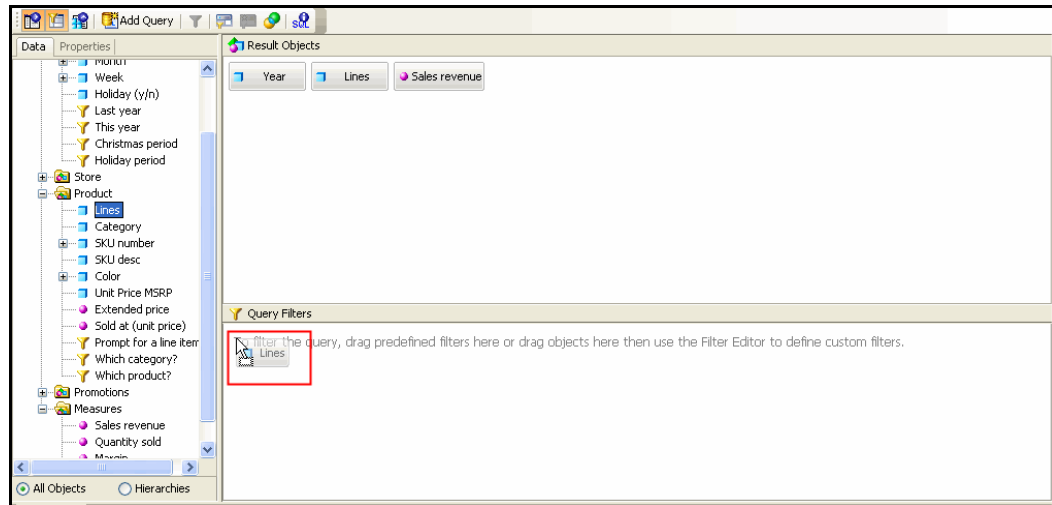 Add Query
SQL
Data Properties
Month
Week
Holiday (y/n)
Last year
This year
Christmas period
Holiday period
Store
Product
Lines
Category
SKU number
SKU desc
Color
Unit Price MSRP
Extended price
Sold at (unit price)
Prompt for a line item
Which category?
Which product?
Promotions
Measures
Sales revenue
Quantity sold
Margin
All Objects Hierarchies
Result Objects
Year Lines Sales revenue
Query Filters
To filter the query, drag predefined filters here or drag objects here then use the Filter Editor to define custom filters.
Lines